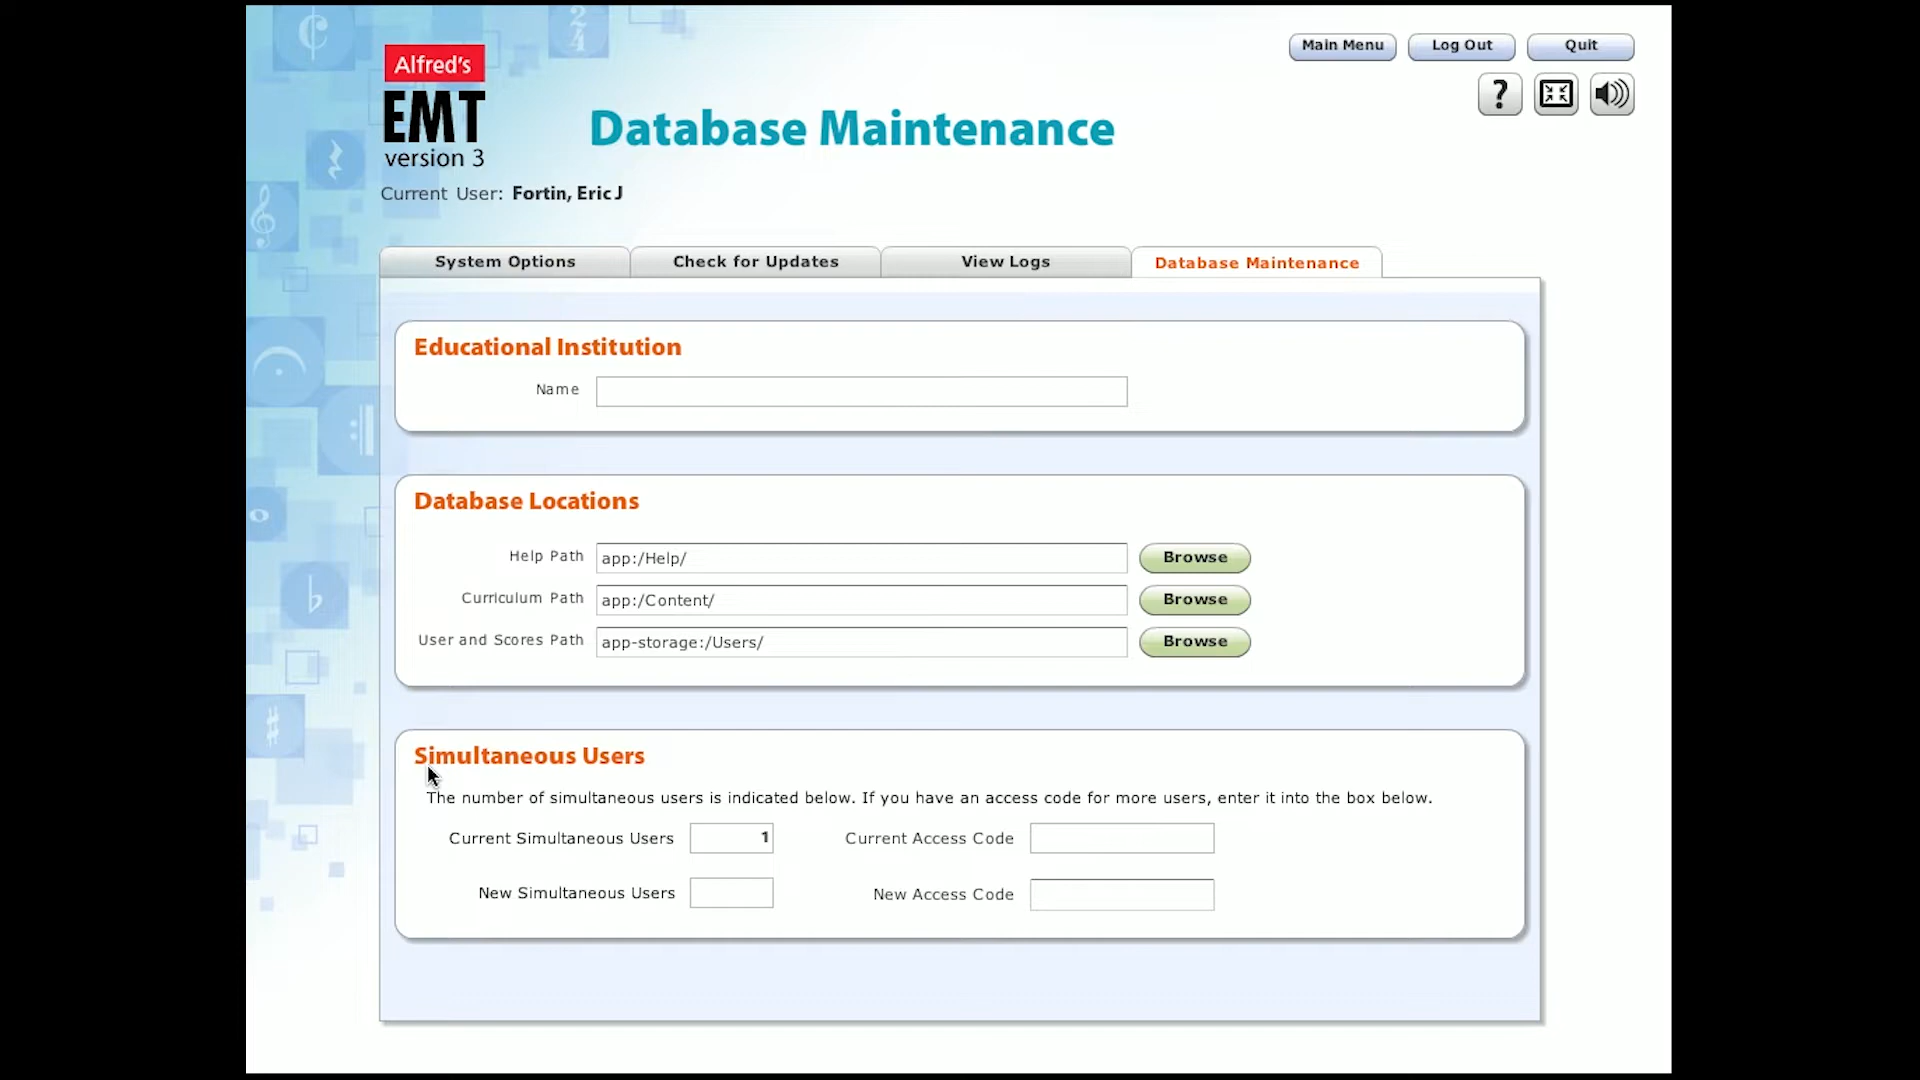 Main Menu
Log Out
Quit
?
Alfred's
EMT
version 3
Database Maintenance
Current User: Fortin, Eric J
System Options
Check for Updates
View Logs
Database Maintenance
Educational Institution
Name
Database Locations
Help Path app:/Help/ Browse
Curriculum Path app:/Content/ Browse
User and Scores Path app-storage:/Users/ Browse
Simultaneous Users
The number of simultaneous users is indicated below. If you have an access code for more users, enter it into the box below.
Current Simultaneous Users 1 Current Access Code
New Simultaneous Users New Access Code
2
4